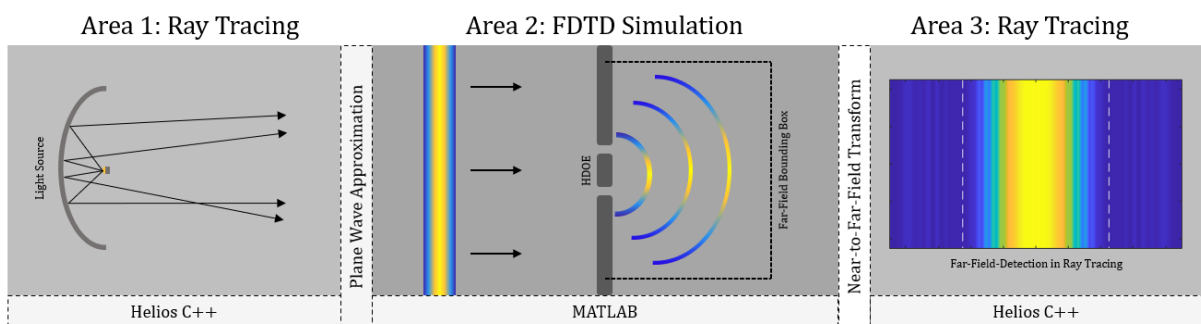 Area 1: Ray Tracing
Area 2: FDTD Simulation
Area 3: Ray Tracing
Light Source
Plane Wave Approximation
HDOE
Far-Field Bounding Box
Near-to-Far-Field Transform
Far-Field-Detection in Ray Tracing
Helios C++
MATLAB
Helios C++